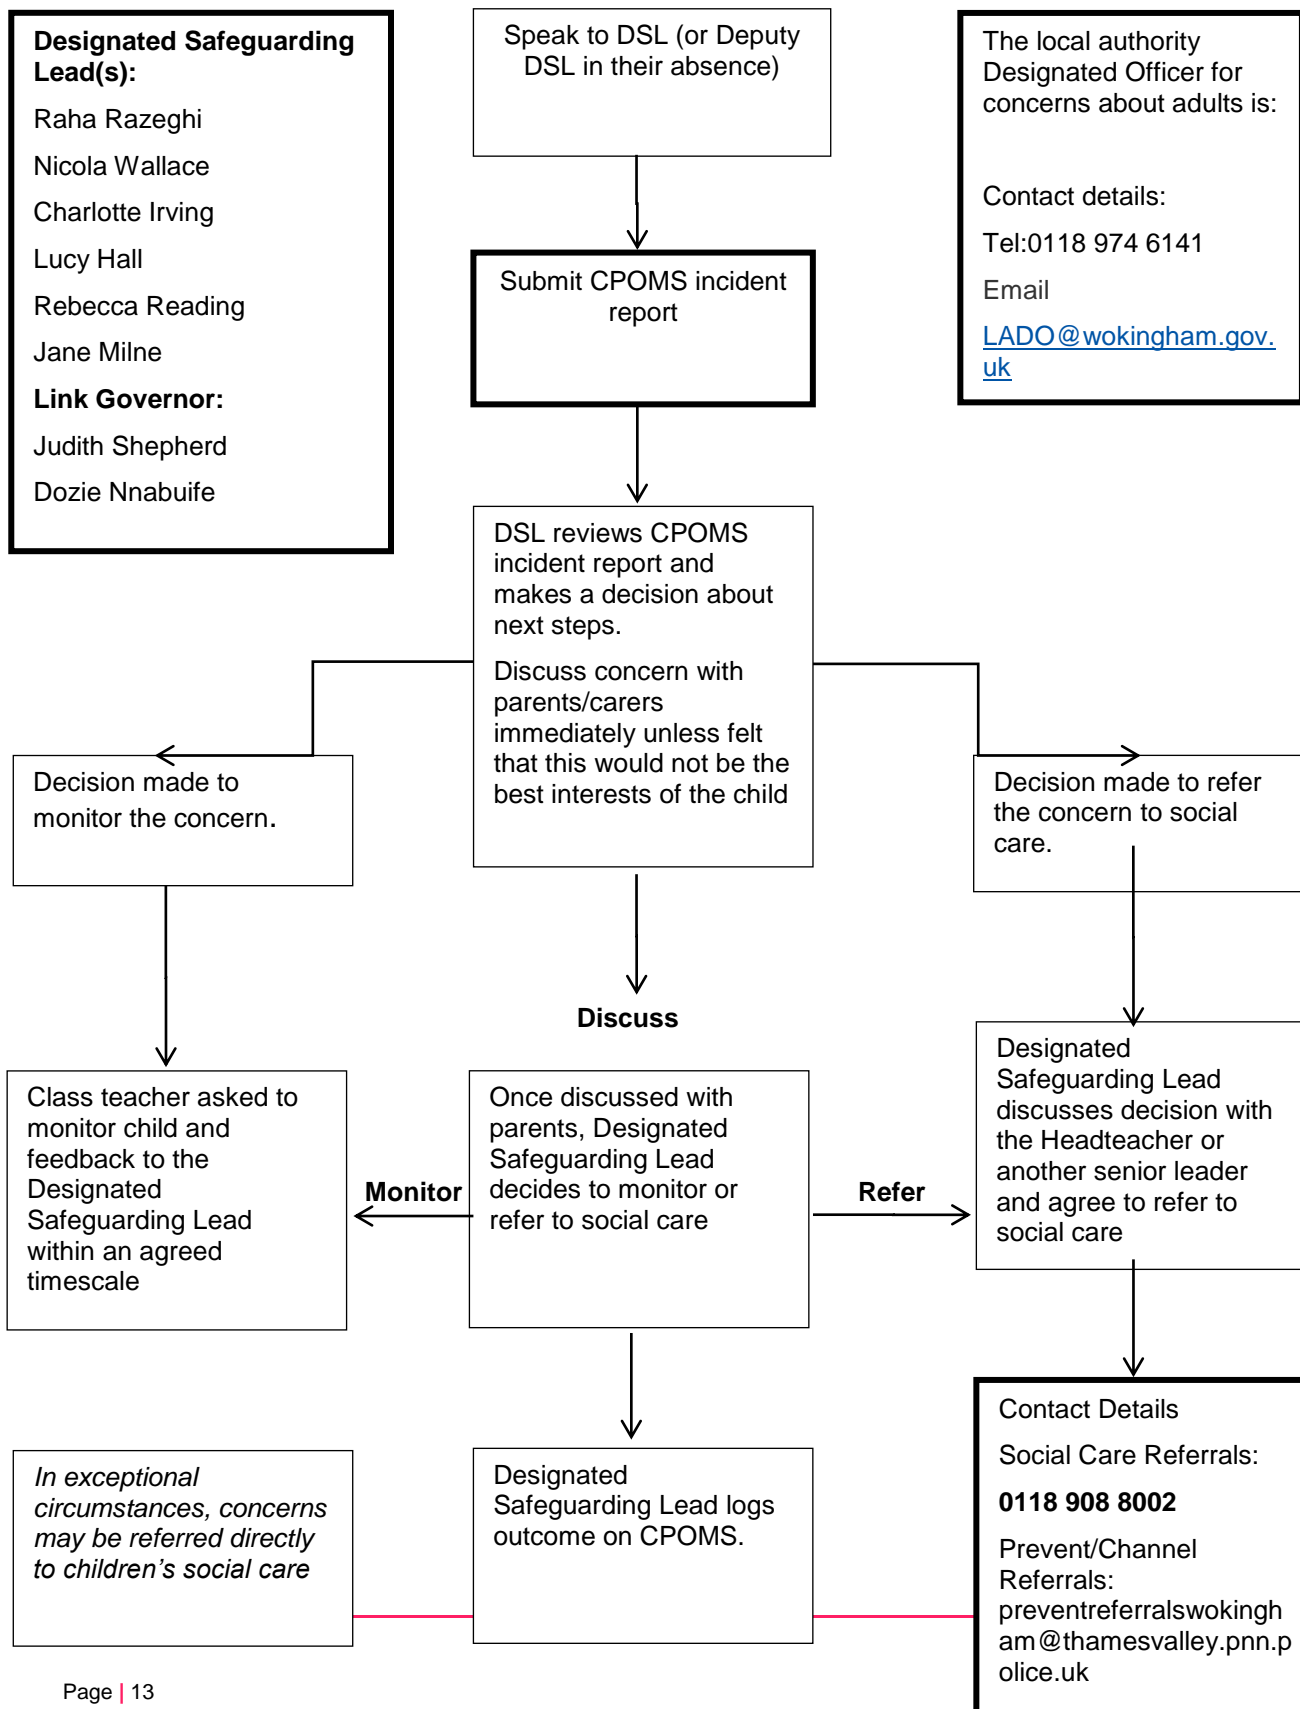 Designated Safeguarding
Lead(s):
Raha Razeghi
Nicola Wallace
Charlotte Irving
Lucy Hall
Rebecca Reading
Jane Milne
Link Governor:
Judith Shepherd
Dozie Nnabuife
Speak to DSL (or Deputy
DSL in their absence)
The local authority
Designated Officer for
concerns about adults is:
Contact details:
Tel:0118 974 6141
Email
LADO@wokingham.gov.
uk
Submit CPOMS incident
report
DSL reviews CPOMS
incident report and
makes a decision about
next steps.
Discuss concern with
parents/carers
immediately unless felt
that this would not be the
best interests of the child
Decision made to
monitor the concern.
Decision made to refer
the concern to social
care.
Discuss
Class teacher asked to
monitor child and
feedback to the
Designated
Safeguarding Lead
within an agreed
timescale
Monitor
Once discussed with
parents, Designated
Safeguarding Lead
decides to monitor or
refer to social care
Refer
Designated
Safeguarding Lead
discusses decision with
the Headteacher or
another senior leader
and agree to refer to
social care
In exceptional
circumstances, concerns
may be referred directly
to children’s social care
Designated
Safeguarding Lead logs
outcome on CPOMS.
Contact Details
Social Care Referrals:
0118 908 8002
Prevent/Channel
Referrals:
preventreferralswokingh
am@thamesvalley.pnn.p
olice.uk
Page | 13